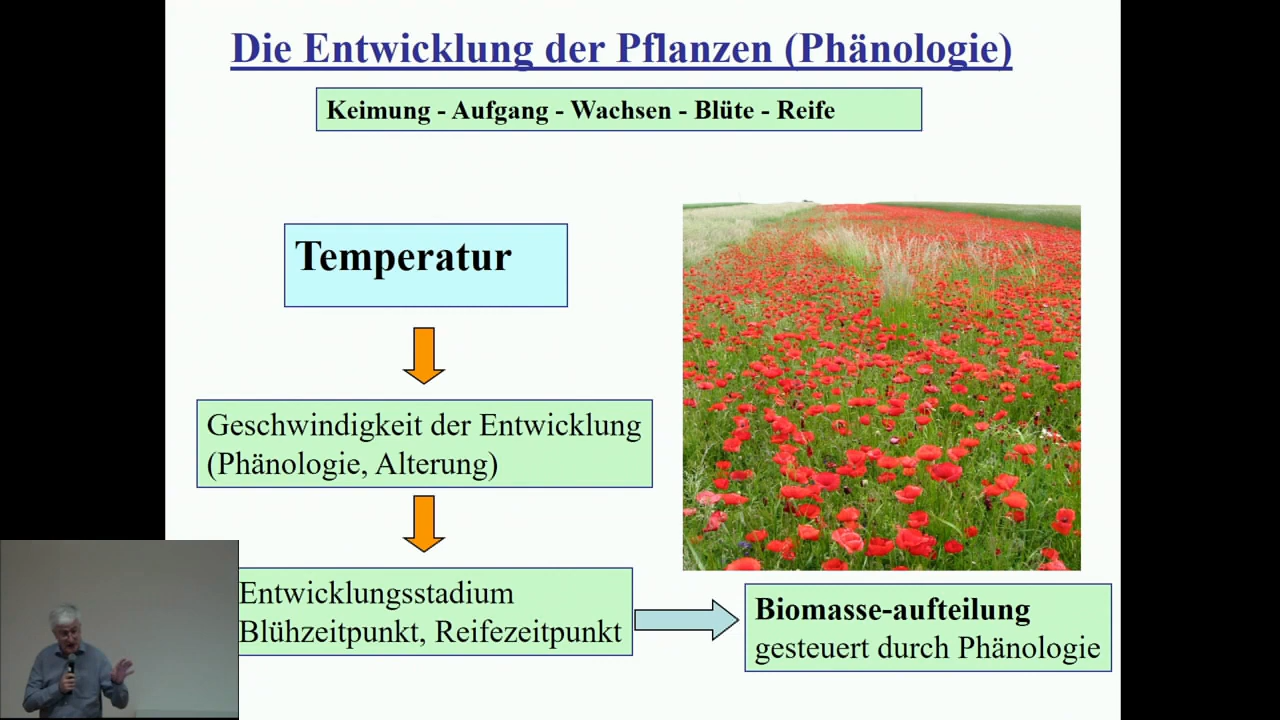 Die Entwicklung der Pflanzen (Phänologie)
Keimung - Aufgang - Wachsen - Blüte - Reife
Temperatur
Geschwindigkeit der Entwicklung
(Phänologie, Alterung)
Entwicklungsstadium
Blühzeitpunkt, Reifezeitpunkt
Biomasse-aufteilung
gesteuert durch Phänologie